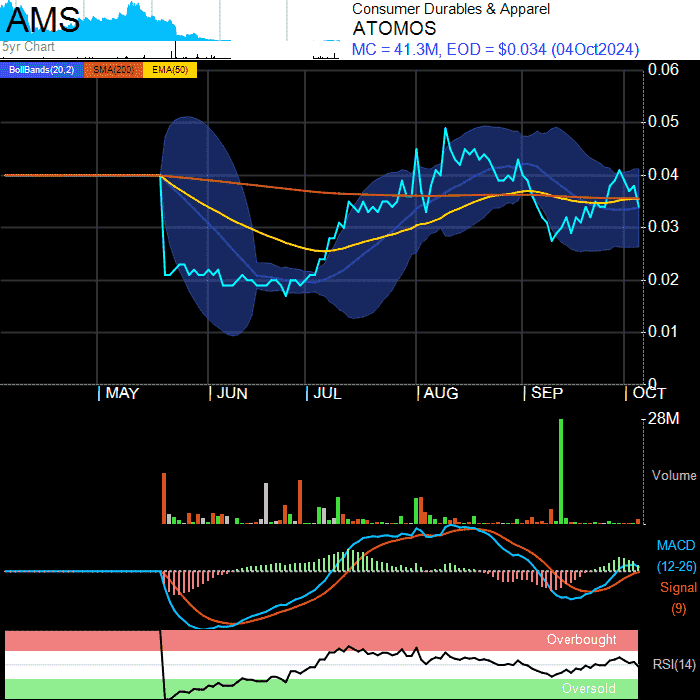 AMS
5yr Chart
Consumer Durables & Apparel
ATOMOS
MC = 41.3M, EOD = $0.034 (04Oct2024)
BollBands(20,2) SMA(200) EMA(50)
0.06
0.05
0.04
0.03
0.02
0.01
0
MAY JUN JUL AUG SEP OCT
28M
Volume
MACD
(12-26)
Signal
(9)
Overbought
RSI(14)
Oversold